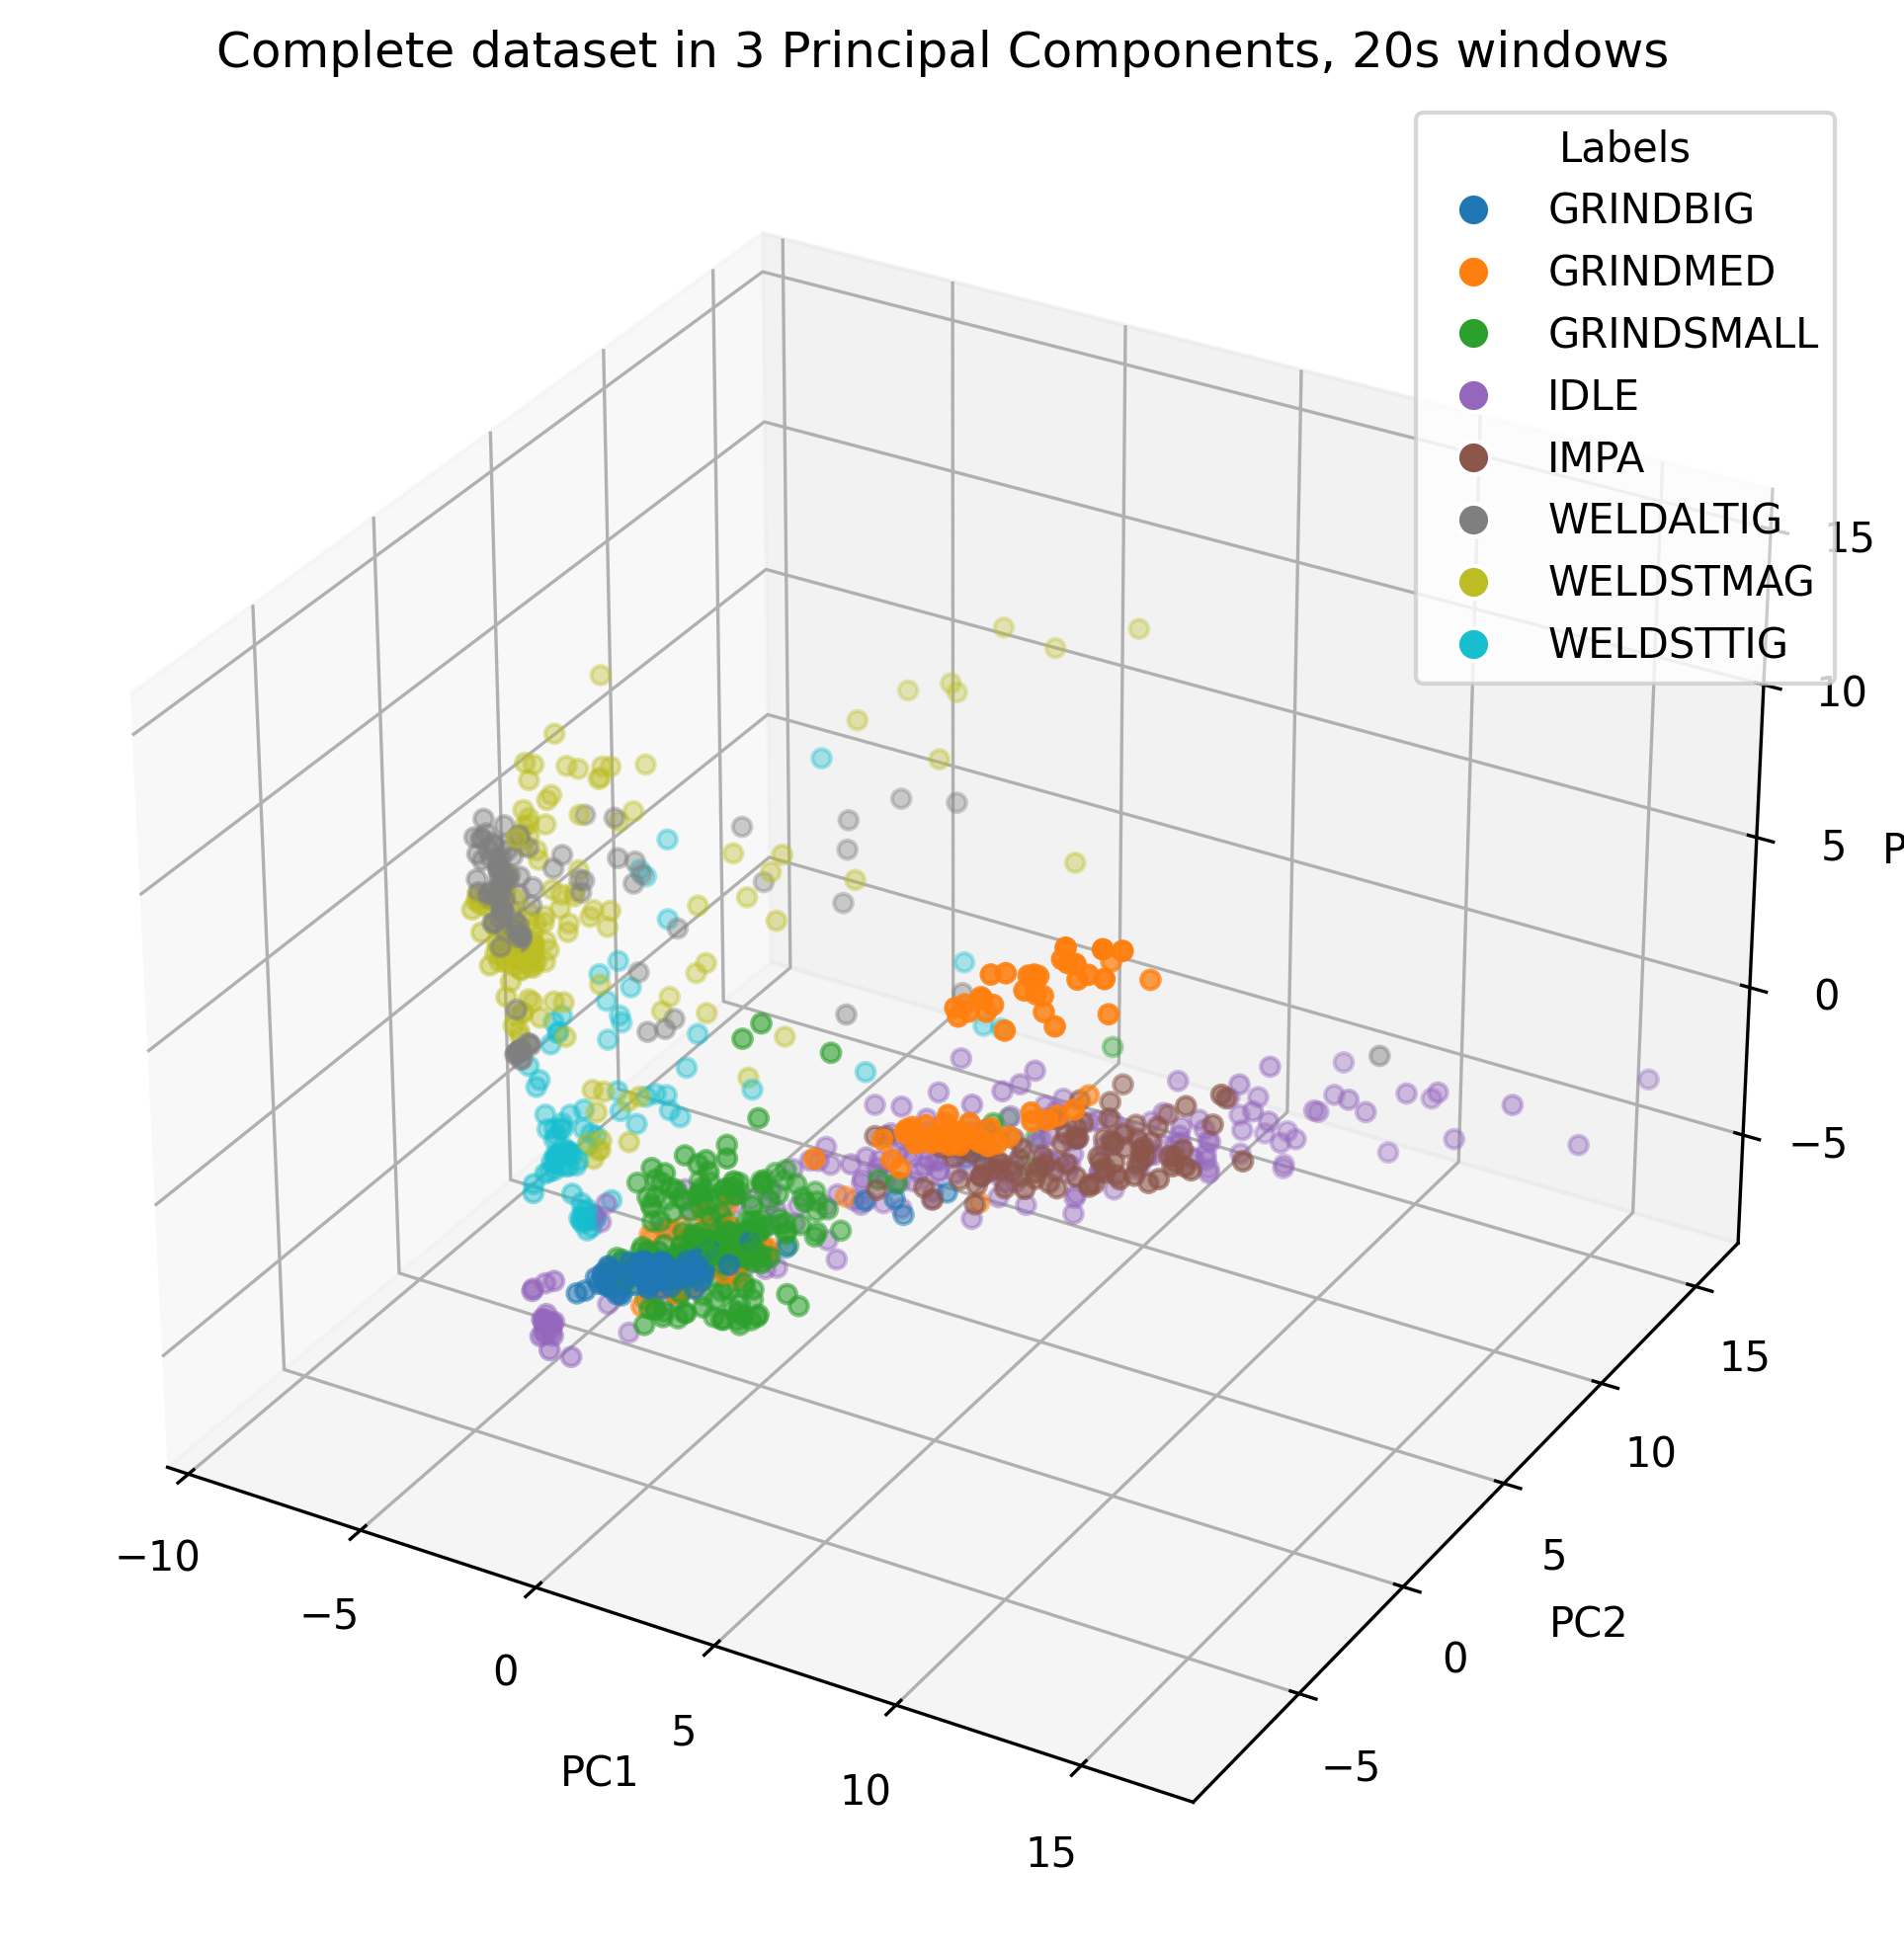 Complete dataset in 3 Principal Components, 20s windows
Labels
GRINDBIG
GRINDMED
GRINDSMALL
IDLE
IMPA
WELDALTIG
WELDSTMAG
WELDSTTIG
15
10
5
P
0
−5
15
10
5
PC2
0
−5
−10
−5
0
5
PC1
10
15